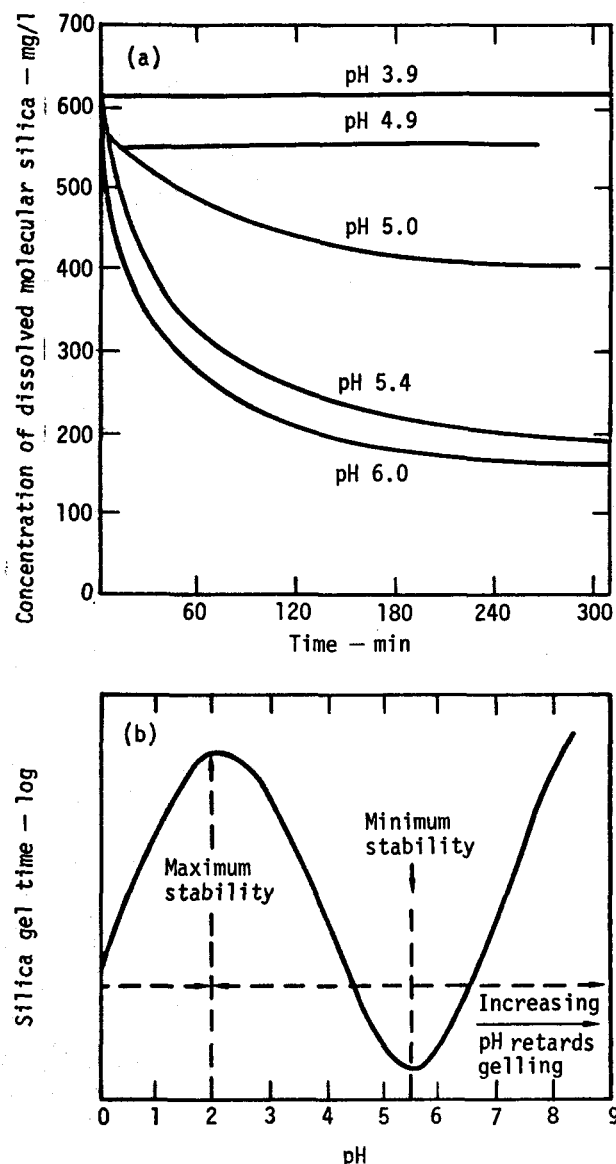 (a)
Concentration of dissolved molecular silica — mg/l
700
600
500
400
300
200
100
0
pH 3.9
pH 4.9
pH 5.0
pH 5.4
pH 6.0
60 120 180 240 300
Time — min
(b)
Silica gel time — log
Maximum
stability
Minimum
stability
Increasing
pH retards
gelling
0 1 2 3 4 5 6 7 8 9
pH